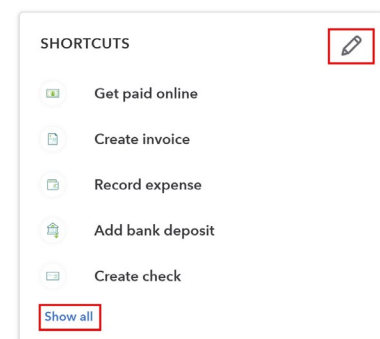 SHORTCUTS
Get paid online
Create invoice
Record expense
Add bank deposit
Create check
Show all